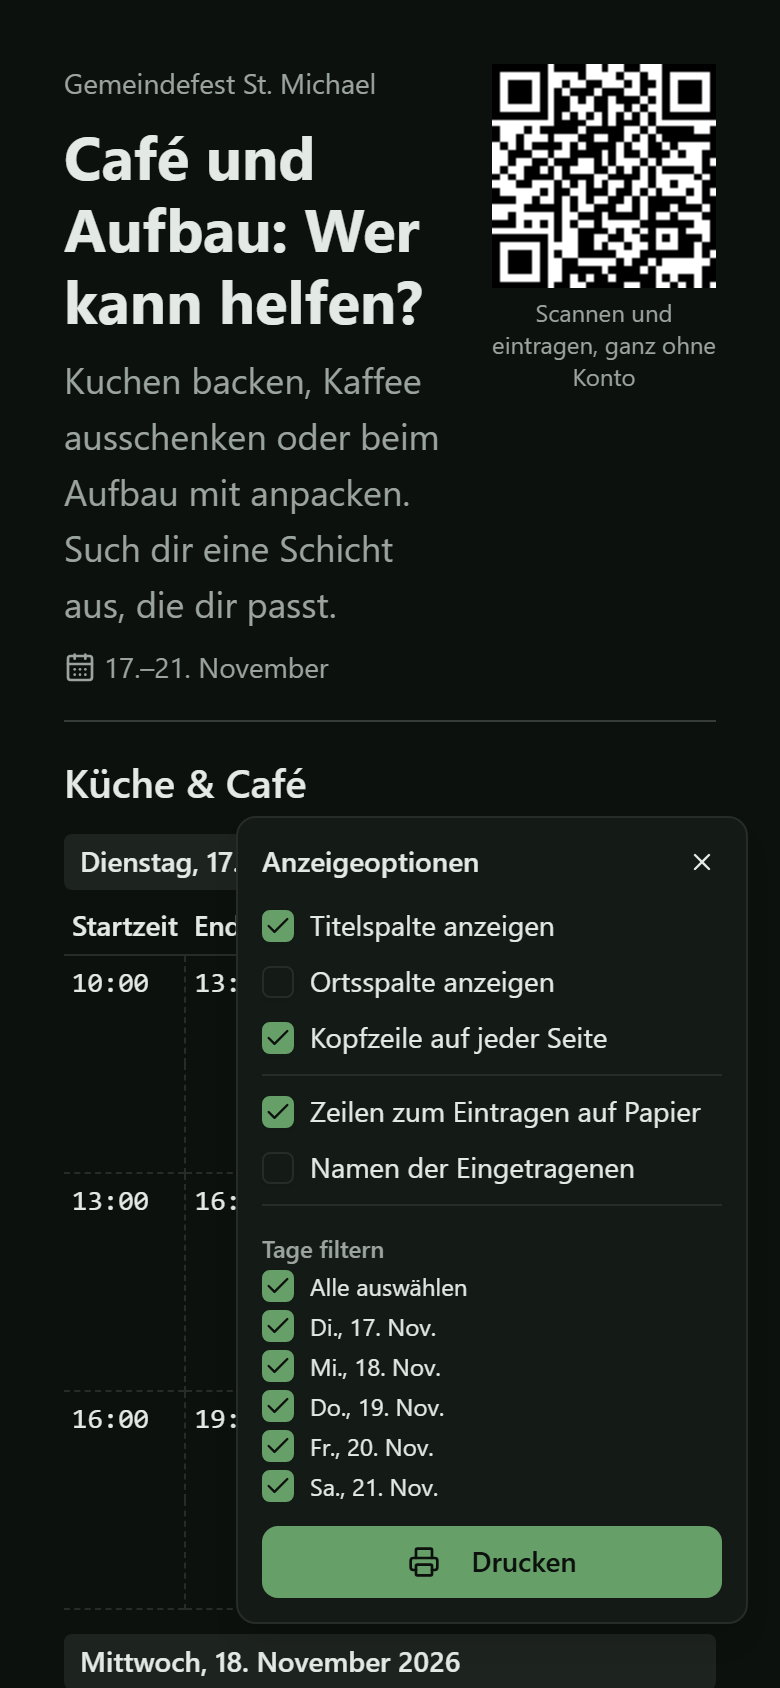 Gemeindefest St. Michael
Café und
Aufbau: Wer
kann helfen?
Scannen und
eintragen, ganz ohne
Konto
Kuchen backen, Kaffee
ausschenken oder beim
Aufbau mit anpacken.
Such dir eine Schicht
aus, die dir passt.
17.–21. November
Küche & Café
Dienstag, 17.
Startzeit End
10:00 13:
13:00 16:
16:00 19:
Anzeigeoptionen
Titelspalte anzeigen
Ortsspalte anzeigen
Kopfzeile auf jeder Seite
Zeilen zum Eintragen auf Papier
Namen der Eingetragenen
Tage filtern
Alle auswählen
Di., 17. Nov.
Mi., 18. Nov.
Do., 19. Nov.
Fr., 20. Nov.
Sa., 21. Nov.
Drucken
Mittwoch, 18. November 2026